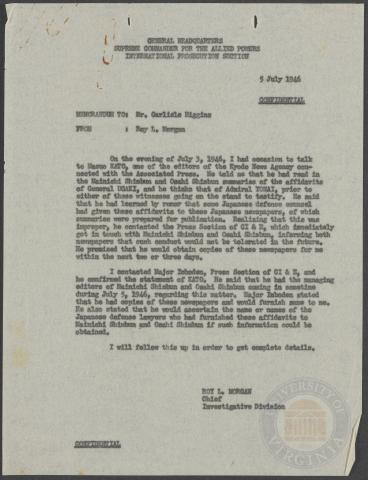 GENERAL HEADQUARTERS
SUPREME COMMANDER FOR THE ALLIED POWERS
INTERNATIONAL PROSECUTION SECTION
5 July 1946
CONFIDENTIAL
MEMORANDUM TO: Mr. Carlisle Higgins
FROM : Roy L. Morgan
On the evening of July 3, 1946, I had occasion to talk
to Masuo KATO, one of the editors of the Kyodo News Agency con-
nected with the Associated Press. He told me that he had read in
the Mainichi Shimbun and Osahi Shimbun summaries of the affidavits
of General UGAKI, and he thinks that of Admiral YONAI, prior to
either of these witnesses going on the stand to testify. He said
that he had learned by rumor that some Japanese defense counsel
had given these affidavits to these Japanese newspapers, of which
summaries were prepared for publication. Realizing that this was
improper, he contacted the Press Section of CI & E, which immediately
got in touch with Mainichi Shimbun and Osahi Shimbun, informing both
newspapers that such conduct would not be tolerated in the future.
He promised that he would obtain copies of these newspapers for me
within the next two or three days.
I contacted Major Imboden, Press Section of CI & E, and
he confirmed the statement of KATO. He said that he had the managing
editors of Mainichi Shimbun and Osahi Shimbun coming in sometime
during July 5, 1946, regarding this matter. Major Imboden stated
that he had copies of these newspapers and would furnish same to me.
He also stated that he would ascertain the name or names of the
Japanese defense lawyers who had furnished these affidavits to
Mainichi Shimbun and Osahi Shimbun if such information could be
obtained.
I will follow this up in order to get complete details.
ROY L. MORGAN
Chief
Investigative Division
CONFIDENTIAL
UNIVERSITY OF VIRGINIA